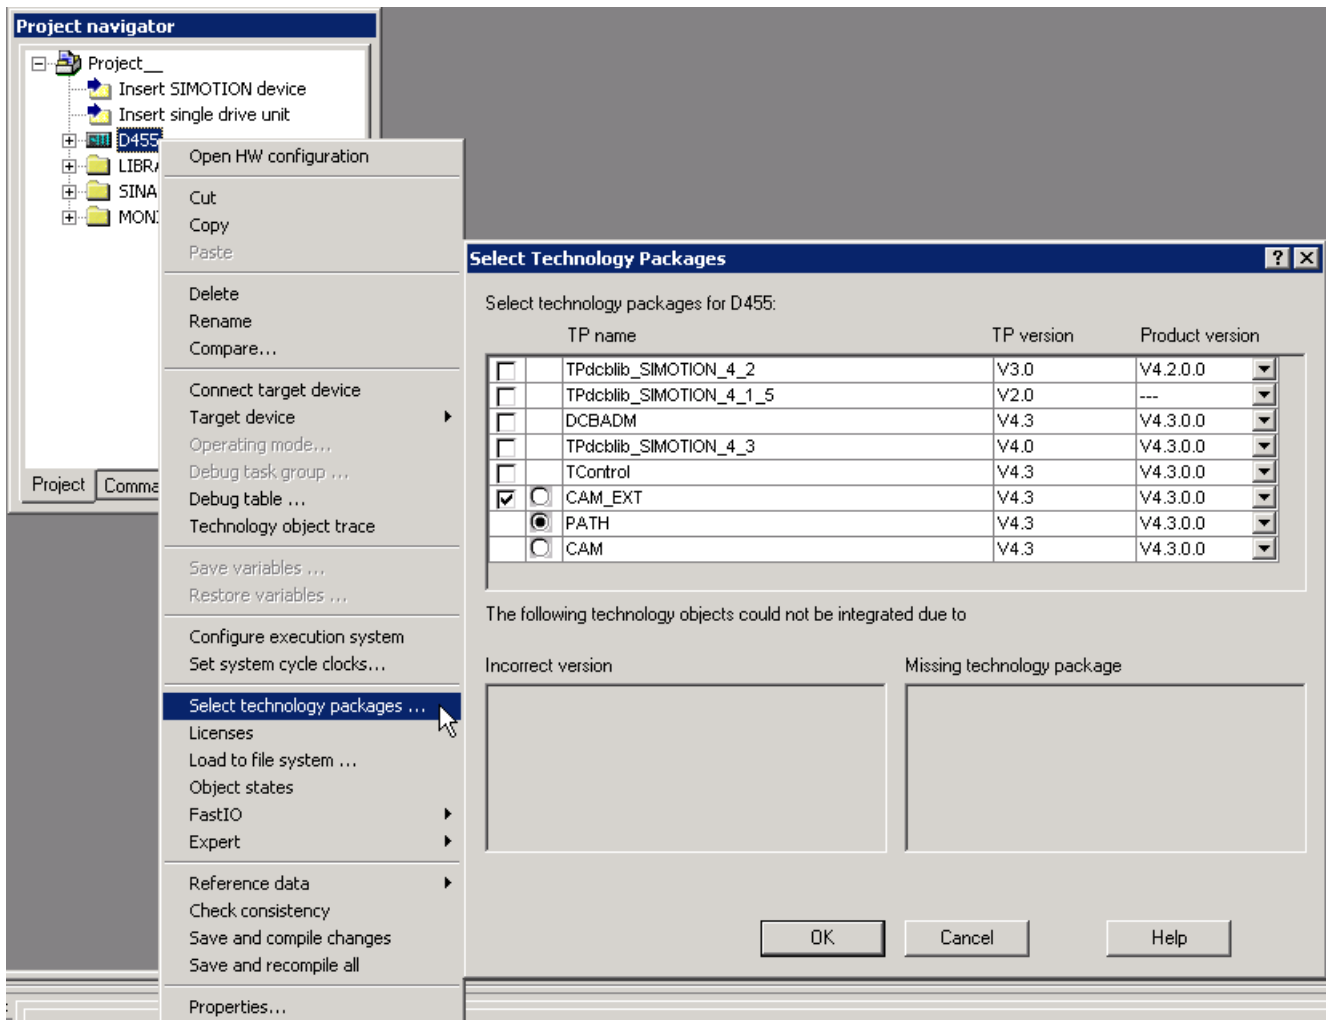 Project navigator
Project__
Insert SIMOTION device
Insert single drive unit
D455
LIBRA
SINA
MONI
Project
Comma
Open HW configuration
Cut
Copy
Paste
Delete
Rename
Compare...
Connect target device
Target device
Operating mode...
Debug task group ...
Debug table ...
Technology object trace
Save variables ...
Restore variables ...
Configure execution system
Set system cycle clocks...
Select technology packages ...
Licenses
Load to file system ...
Object states
FastIO
Expert
Reference data
Check consistency
Save and compile changes
Save and recompile all
Properties...
Select Technology Packages
Select technology packages for D455:
TP name TP version Product version
TPdcblib_SIMOTION_4_2 V3.0 V4.2.0.0
TPdcblib_SIMOTION_4_1_5 V2.0 ---
DCBADM V4.3 V4.3.0.0
TPdcblib_SIMOTION_4_3 V4.0 V4.3.0.0
TControl V4.3 V4.3.0.0
CAM_EXT V4.3 V4.3.0.0
PATH V4.3 V4.3.0.0
CAM V4.3 V4.3.0.0
The following technology objects could not be integrated due to
Incorrect version
Missing technology package
OK Cancel Help